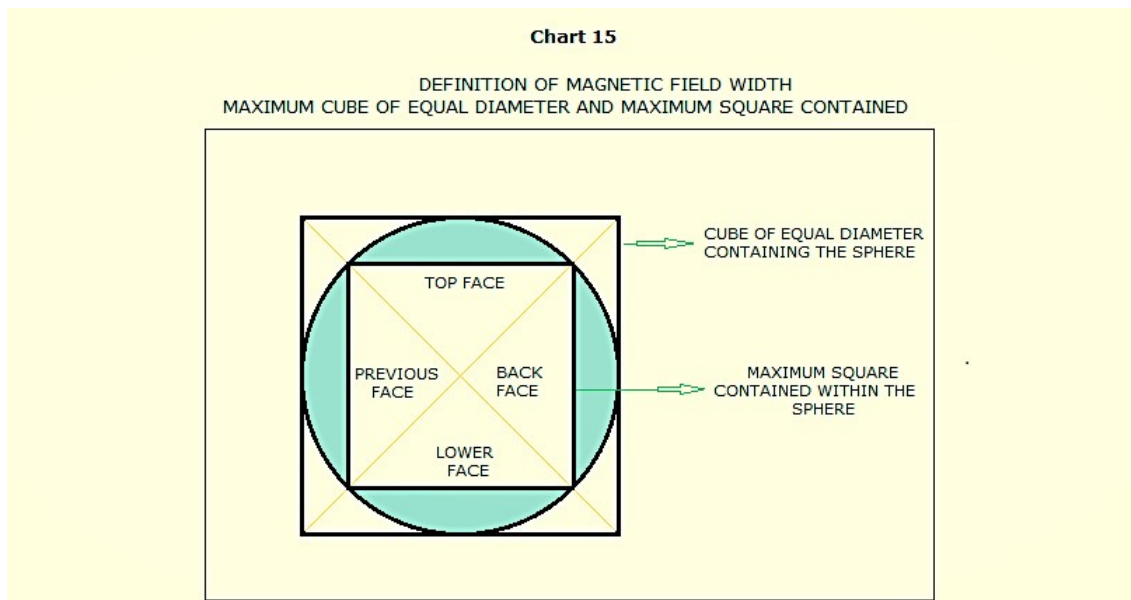 Chart 15
DEFINITION OF MAGNETIC FIELD WIDTH
MAXIMUM CUBE OF EQUAL DIAMETER AND MAXIMUM SQUARE CONTAINED
CUBE OF EQUAL DIAMETER
CONTAINING THE SPHERE
TOP FACE
PREVIOUS
FACE
BACK
FACE
MAXIMUM SQUARE
CONTAINED WITHIN THE
SPHERE
LOWER
FACE